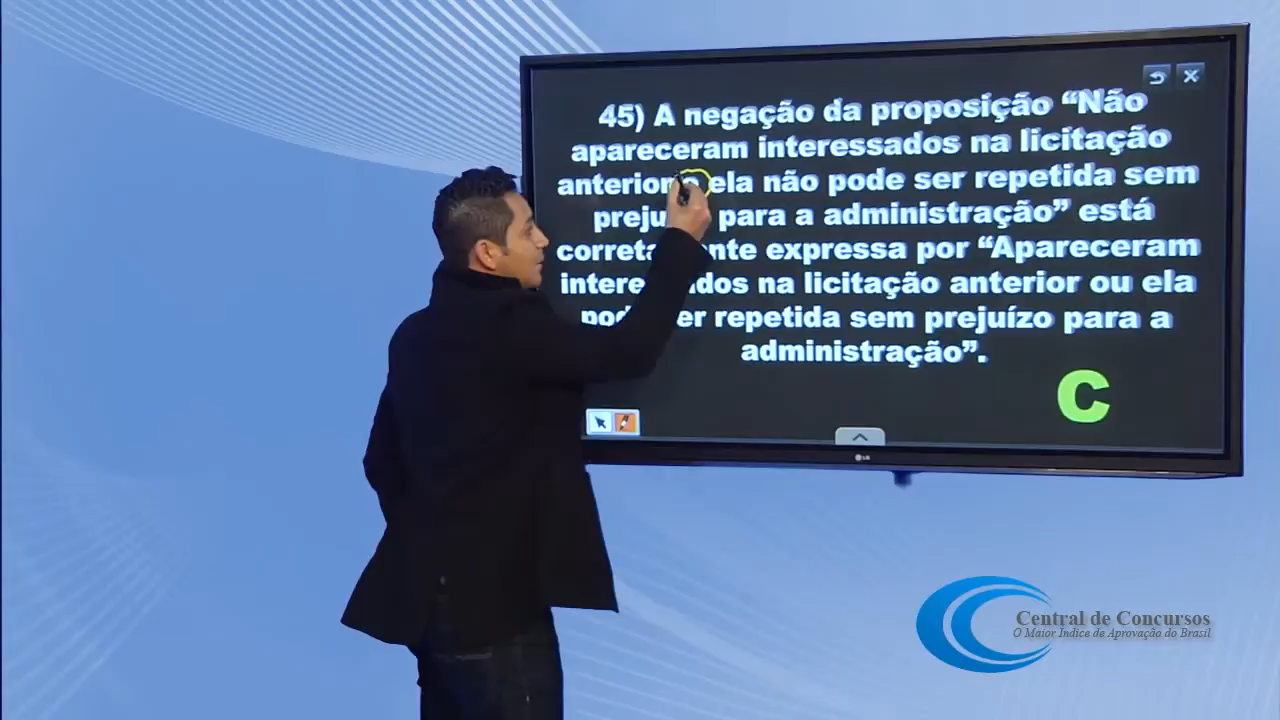 45) A negação da proposição “Não
apareceram interessados na licitação
anterior e ela não pode ser repetida sem
para a administração” está
expressa por “Apareceram
na licitação anterior ou ela
repetida sem prejuízo para a
administração”.
C
LG
Central de Concursos
O Maior Indice de Aprovação do Brasil